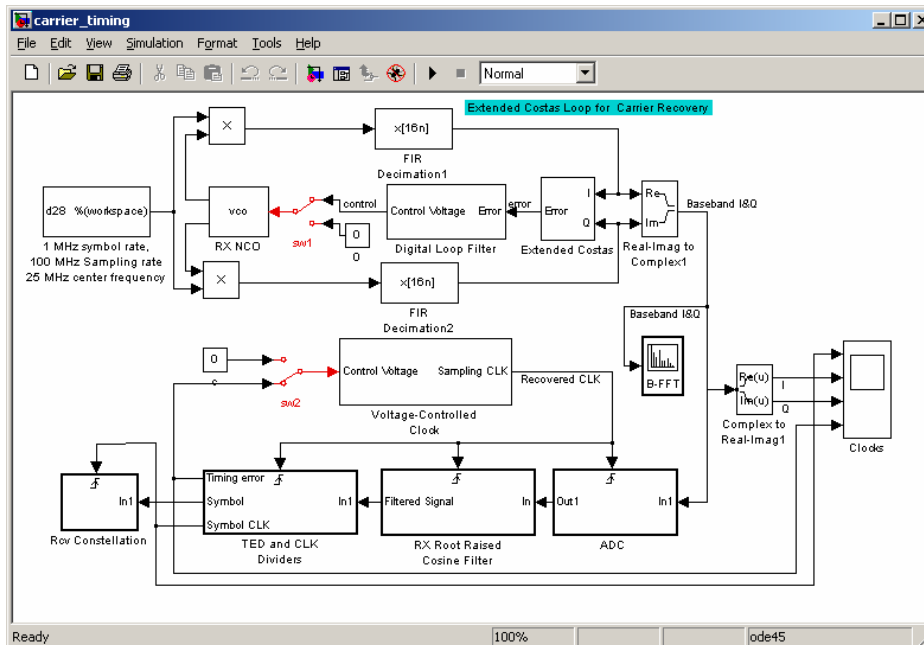 carrier_timing
File Edit View Simulation Format Tools Help
Normal
Extended Costas Loop for Carrier Recovery
×
x[16n]
FIR
Decimation1
d28 %(workspace)
1 MHz symbol rate,
100 MHz Sampling rate
25 MHz center frequency
vco
RX NCO
sw1
control
0
0
Control Voltage Error
Digital Loop Filter
error
Error I Q
Extended Costas
Re
Im
Real-Imag to
Complex1
Baseband I&Q
×
x[16n]
FIR
Decimation2
Baseband I&Q
B-FFT
0
c
sw2
Control Voltage Sampling CLK
Voltage-Controlled
Clock
Recovered CLK
Re(u)
Im(u)
I
Q
Complex to
Real-Imag1
Clocks
In1
Rcv Constellation
Timing error
Symbol In1
Symbol CLK
TED and CLK
Dividers
Filtered Signal In
RX Root Raised
Cosine Filter
Out1 In1
ADC
Ready 100% ode45